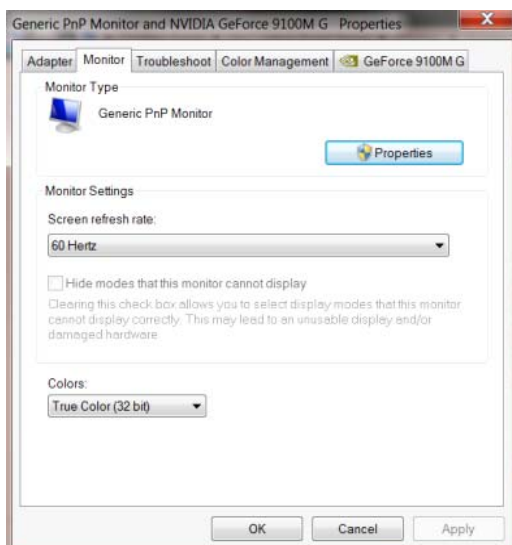 Generic PnP Monitor and NVIDIA GeForce 9100M G Properties
X
Adapter Monitor Troubleshoot Color Management GeForce 9100M G
Monitor Type
Generic PnP Monitor
Properties
Monitor Settings
Screen refresh rate:
60 Hertz
Hide modes that this monitor cannot display
Clearing this check box allows you to select display modes that this monitor
cannot display correctly. This may lead to an unusable display and/or
damaged hardware.
Colors:
True Color (32 bit)
OK Cancel Apply